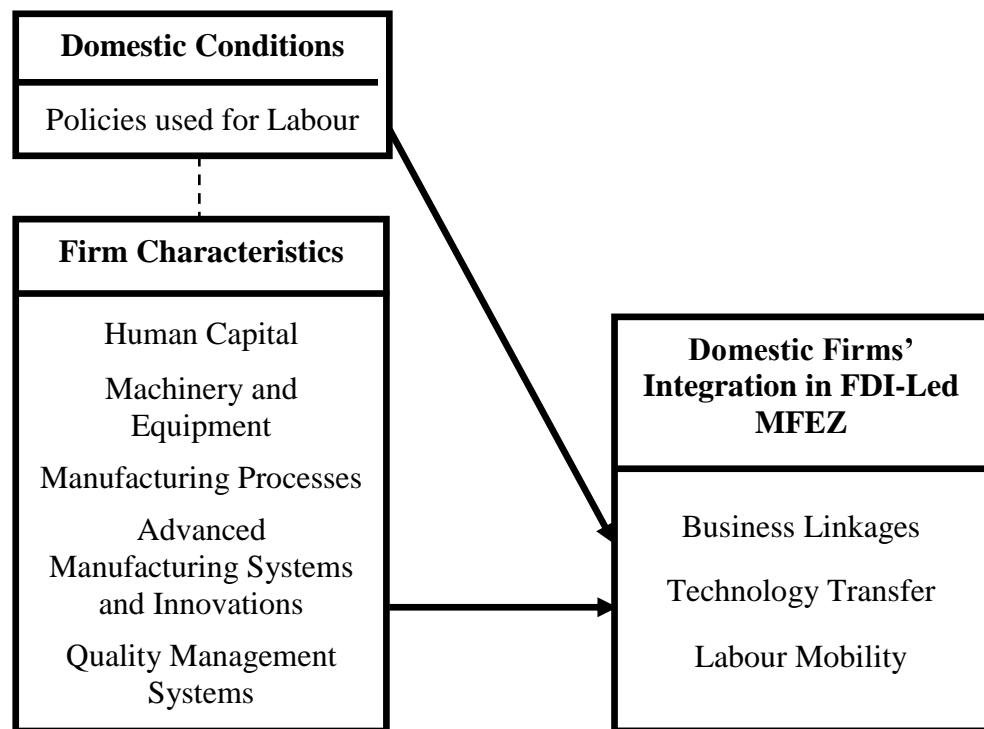 Domestic Conditions
Policies used for Labour
Firm Characteristics
Human Capital
Machinery and
Equipment
Manufacturing Processes
Advanced
Manufacturing Systems
and Innovations
Quality Management
Systems
Domestic Firms’
Integration in FDI-Led
MFEZ
Business Linkages
Technology Transfer
Labour Mobility